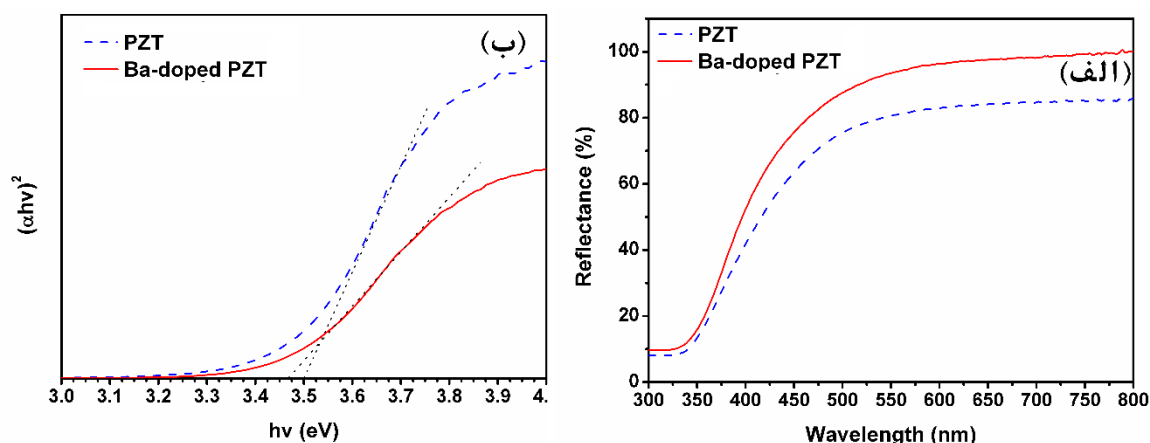 PZT
Ba-doped PZT
(ب)
(αhν)²
3.0 3.1 3.2 3.3 3.4 3.5 3.6 3.7 3.8 3.9 4.
hν (eV)
PZT
Ba-doped PZT
(الف)
100
80
60
40
20
0
Reflectance (%)
300 350 400 450 500 550 600 650 700 750 800
Wavelength (nm)